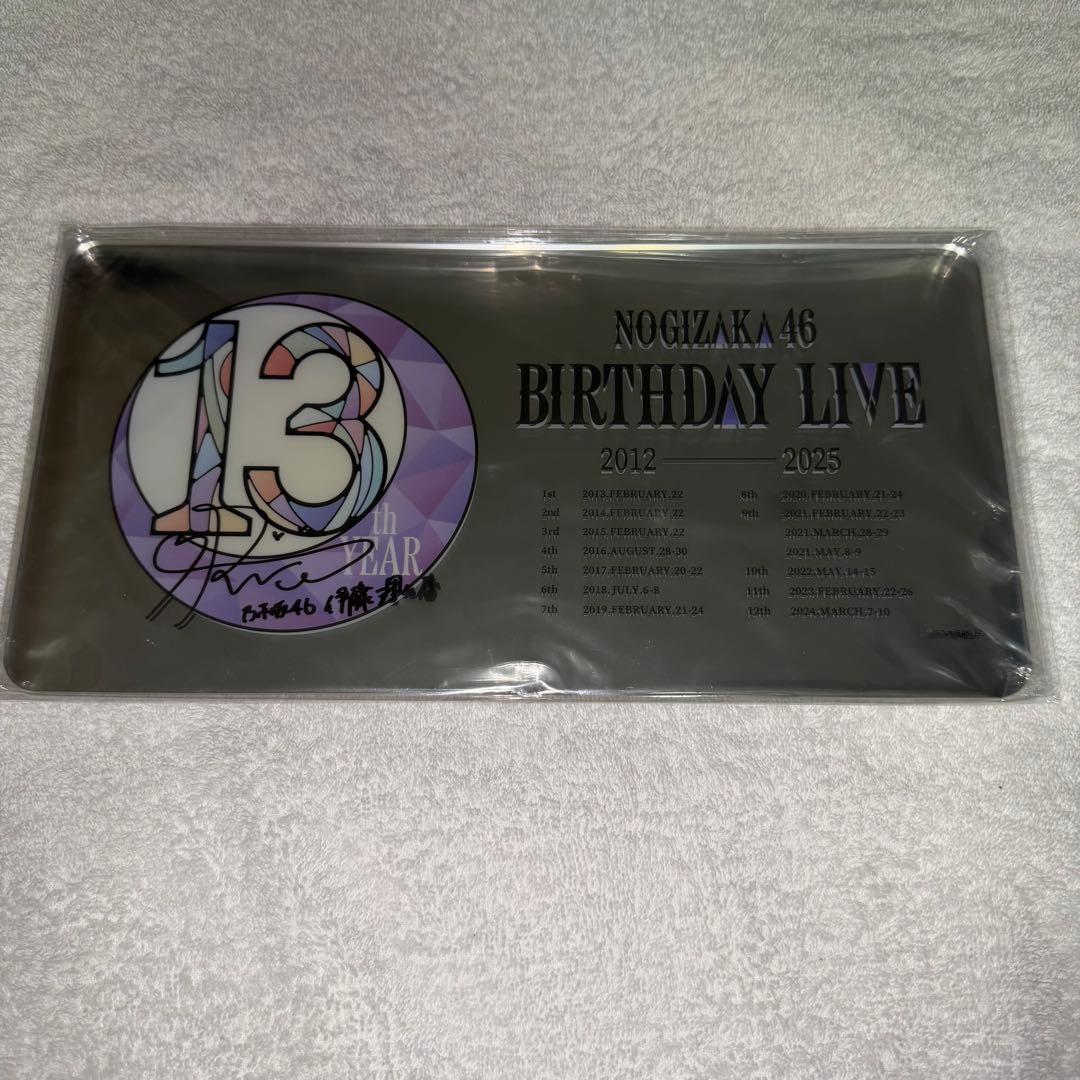 13
th
YEAR
乃木坂46 伊藤理々杏
NOGIZAKA 46
BIRTHDAY LIVE
2012 2025
1st 2013.FEBRUARY.22
2nd 2014.FEBRUARY.22
3rd 2015.FEBRUARY.22
4th 2016.AUGUST.28-30
5th 2017.FEBRUARY.20-22
6th 2018.JULY.6-8
7th 2019.FEBRUARY.21-24
8th 2020.FEBRUARY.21-24
9th 2021.FEBRUARY.22-23
2021.MARCH.28-29
2021.MAY.8-9
10th 2022.MAY.14-15
11th 2023.FEBRUARY.22-26
12th 2024.MARCH.7-10